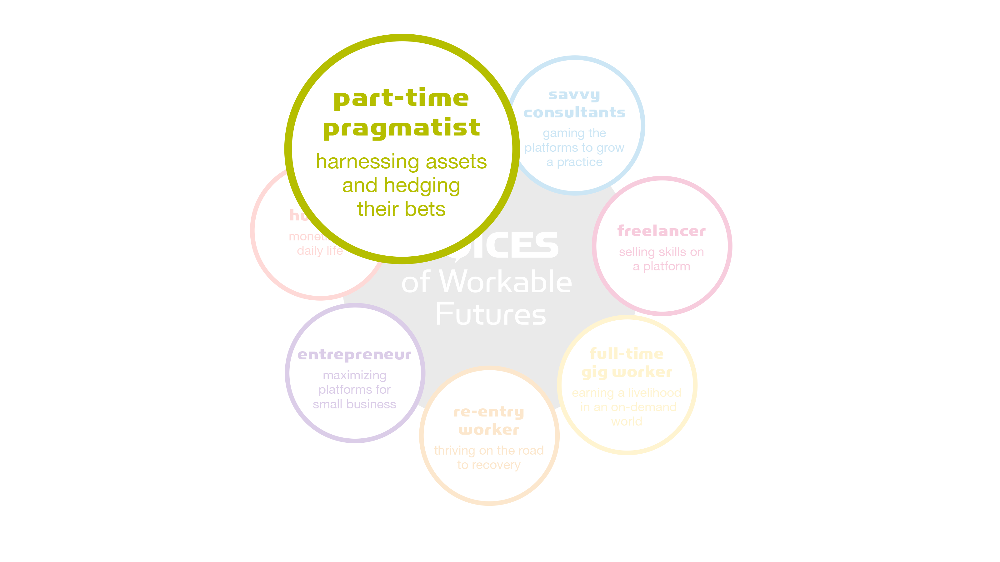 part-time
pragmatist
harnessing assets
and hedging
their bets
savvy
consultants
gaming the
platforms to grow
a practice
freelancer
selling skills on
a platform
full-time
gig worker
earning a livelihood
in an on-demand
world
re-entry
worker
thriving on the road
to recovery
entrepreneur
maximizing
platforms for
small business
daily life
of Workable
Futures